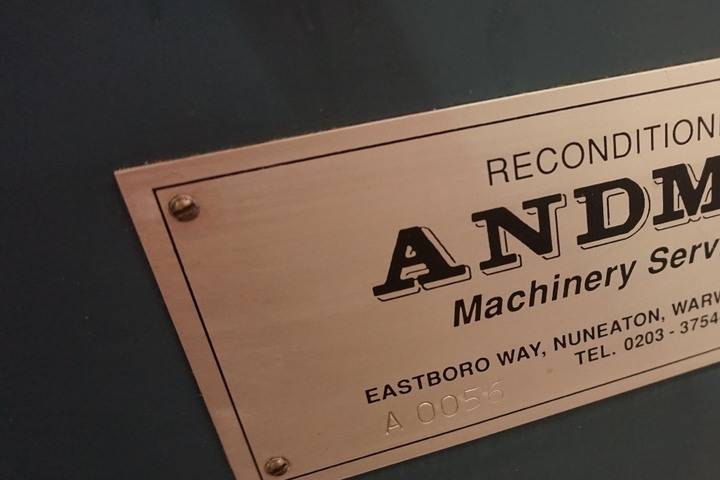 RECONDITION
ANDM
Machinery Serv
EASTBORO WAY, NUNEATON, WARW
TEL. 0203 - 3754
A 0056